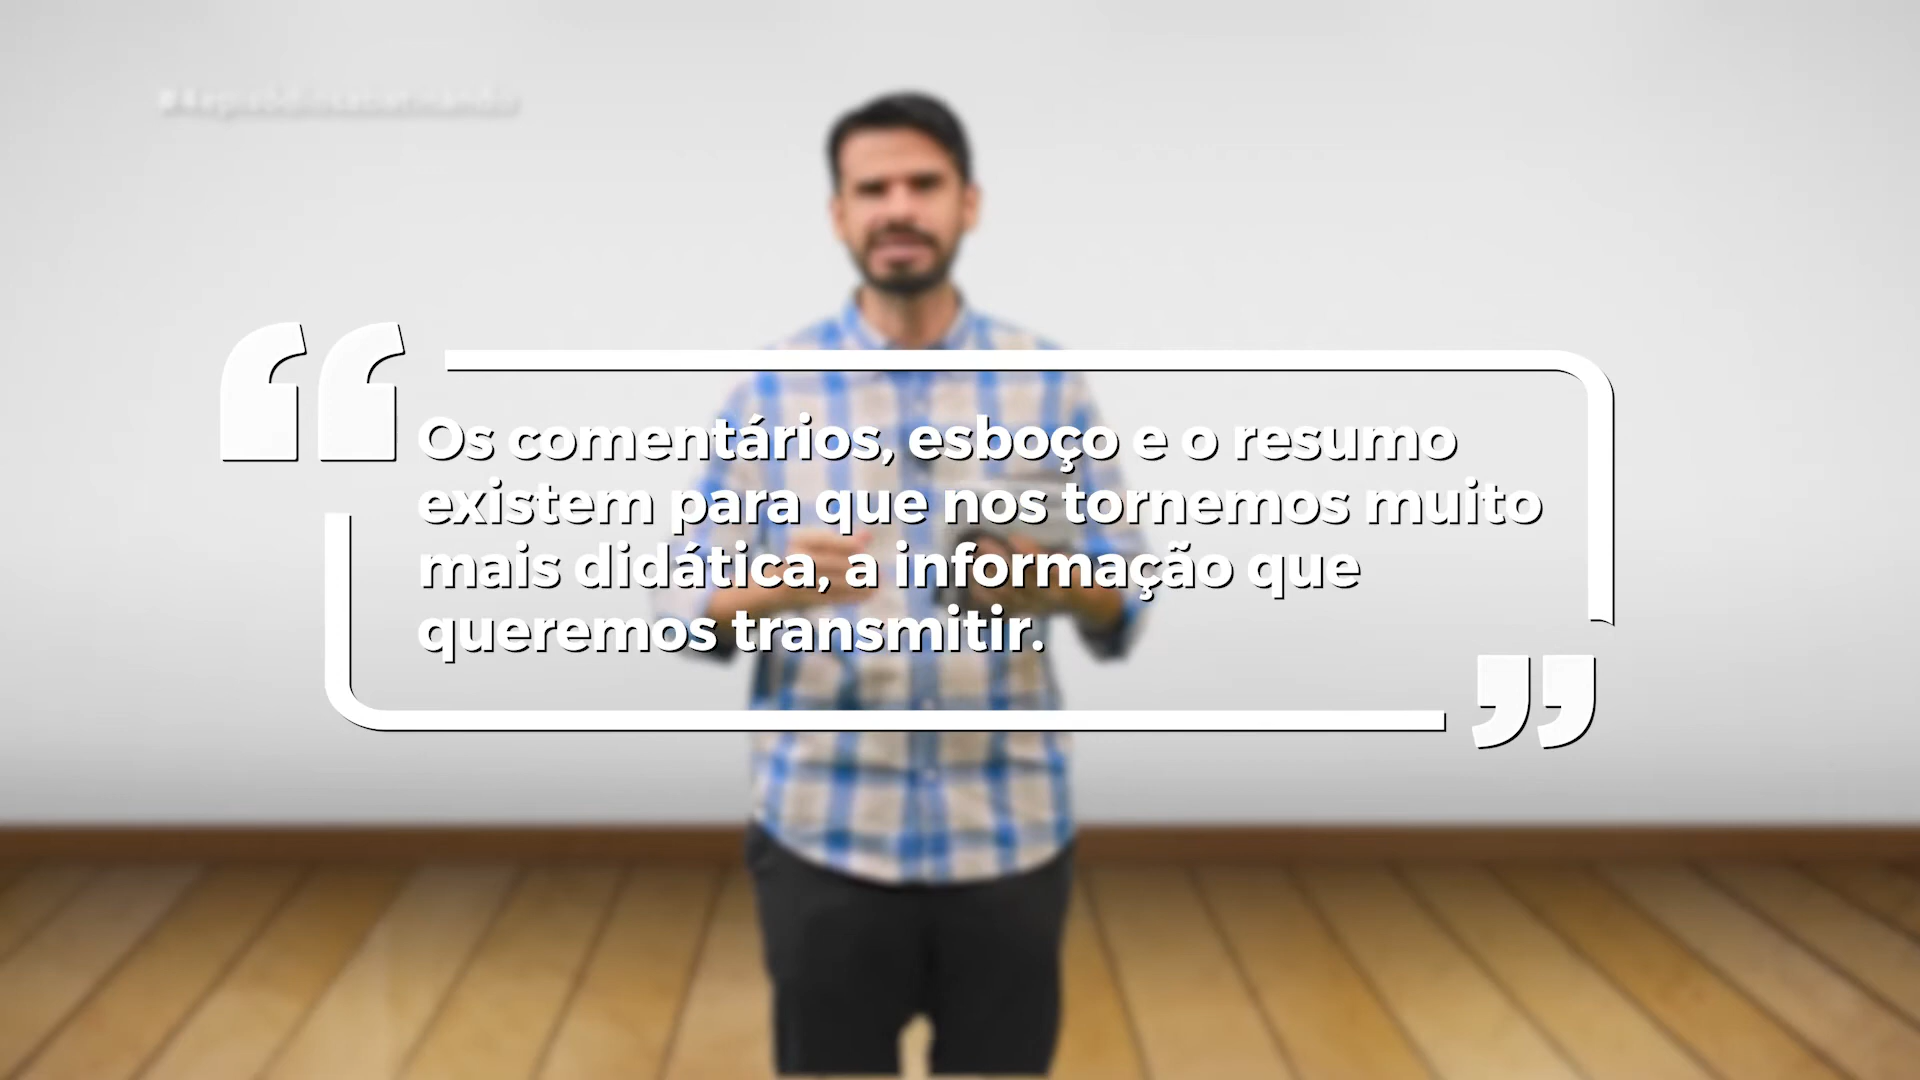 Os comentários, esboço e o resumo
existem para que nos tornemos muito
mais didática, a informação que
queremos transmitir.